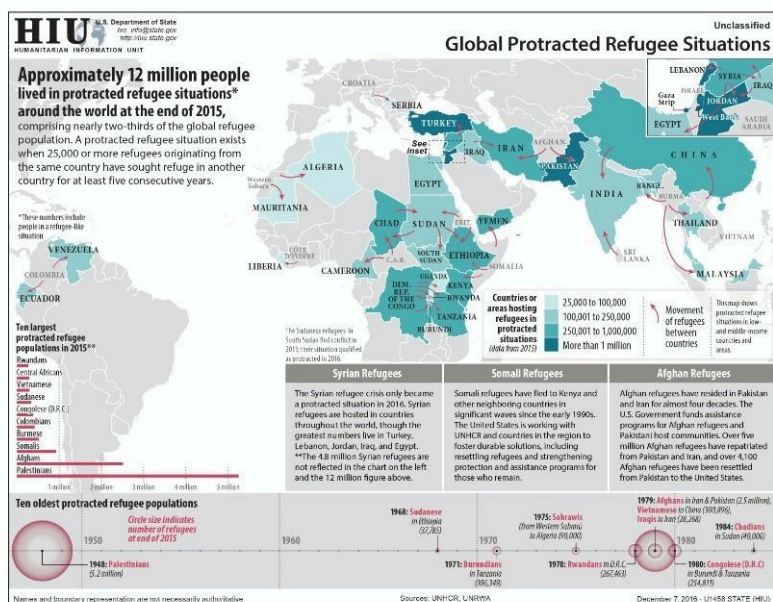 HIU
U.S. Department of State
hiu_info@state.gov
http://hiu.state.gov
HUMANITARIAN INFORMATION UNIT
Unclassified
Global Protracted Refugee Situations
Approximately 12 million people
lived in protracted refugee situations*
around the world at the end of 2015,
comprising nearly two-thirds of the global refugee
population. A protracted refugee situation exists
when 25,000 or more refugees originating from
the same country have sought refuge in another
country for at least five consecutive years.
*These numbers include
people in a refugee-like
situation
VENEZUELA
COLOMBIA
ECUADOR
CROATIA
SERBIA
TURKEY
See
Inset
IRAQ
IRAN
AFGHAN.
PAKISTAN
CHINA
INDIA
BANGL.
BURMA
THAILAND
VIETNAM
SRI
LANKA
MALAYSIA
Western
Sahara
ALGERIA
MAURITANIA
EGYPT
CHAD
SUDAN
ERIT.
YEMEN
LIBERIA
CÔTE
D'IVOIRE
CAMEROON
C.A.R.
SOUTH
SUDAN
ETHIOPIA
SOMALIA
UGANDA
KENYA
DEM.
REP.
OF THE
CONGO
RWANDA
TANZANIA
BURUNDI
LEBANON
SYRIA
IRAQ
ISRAEL
JORDAN
Gaza
Strip
West Bank
EGYPT
SAUDI
ARABIA
The Sudanese refugees in
South Sudan fled conflict in
2011; their situation qualified
as protracted in 2016.
Countries or
areas hosting
refugees in
protracted
situations
(data from 2015)
25,000 to 100,000
100,001 to 250,000
250,001 to 1,000,000
More than 1 million
Movement
of refugees
between
countries
This map shows
protracted refugee
situations in low-
and middle-income
countries and
areas.
Ten largest
protracted refugee
populations in 2015**
Rwandans
Central Africans
Vietnamese
Sudanese
Congolese (D.R.C.)
Colombians
Burmese
Somalis
Afghans
Palestinians
1 million
2 million
3 million
4 million
5 million
Syrian Refugees
The Syrian refugee crisis only became
a protracted situation in 2016. Syrian
refugees are hosted in countries
throughout the world, though the
greatest numbers live in Turkey,
Lebanon, Jordan, Iraq, and Egypt.
**The 4.8 million Syrian refugees are
not reflected in the chart on the left
and the 12 million figure above.
Somali Refugees
Somali refugees have fled to Kenya and
other neighboring countries in
significant waves since the early 1990s.
The United States is working with
UNHCR and countries in the region to
foster durable solutions, including
resettling refugees and strengthening
protection and assistance programs for
those who remain.
Afghan Refugees
Afghan refugees have resided in Pakistan
and Iran for almost four decades. The
U.S. Government funds assistance
programs for Afghan refugees and
Pakistani host communities. Over five
million Afghan refugees have repatriated
from Pakistan and Iran, and over 4,100
Afghan refugees have been resettled
from Pakistan to the United States.
Ten oldest protracted refugee populations
Circle size indicates
number of refugees
at end of 2015
1950
1960
1970
1980
1948: Palestinians
(5.2 million)
1968: Sudanese
in Ethiopia
(37,785)
1971: Burundians
in Tanzania
(106,349)
1975: Sahrawis
(from Western Sahara)
in Algeria (90,000)
1978: Rwandans in D.R.C.
(267,463)
1979: Afghans in Iran & Pakistan (2.5 million),
Vietnamese in China (300,896),
Iraqis in Iran (28,268)
1980: Congolese (D.R.C)
in Burundi & Tanzania
(254,811)
1984: Chadians
in Sudan (40,006)
Names and boundary representation are not necessarily authoritative
Sources: UNHCR, UNRWA
December 7, 2016 - U1458 STATE (HIU)